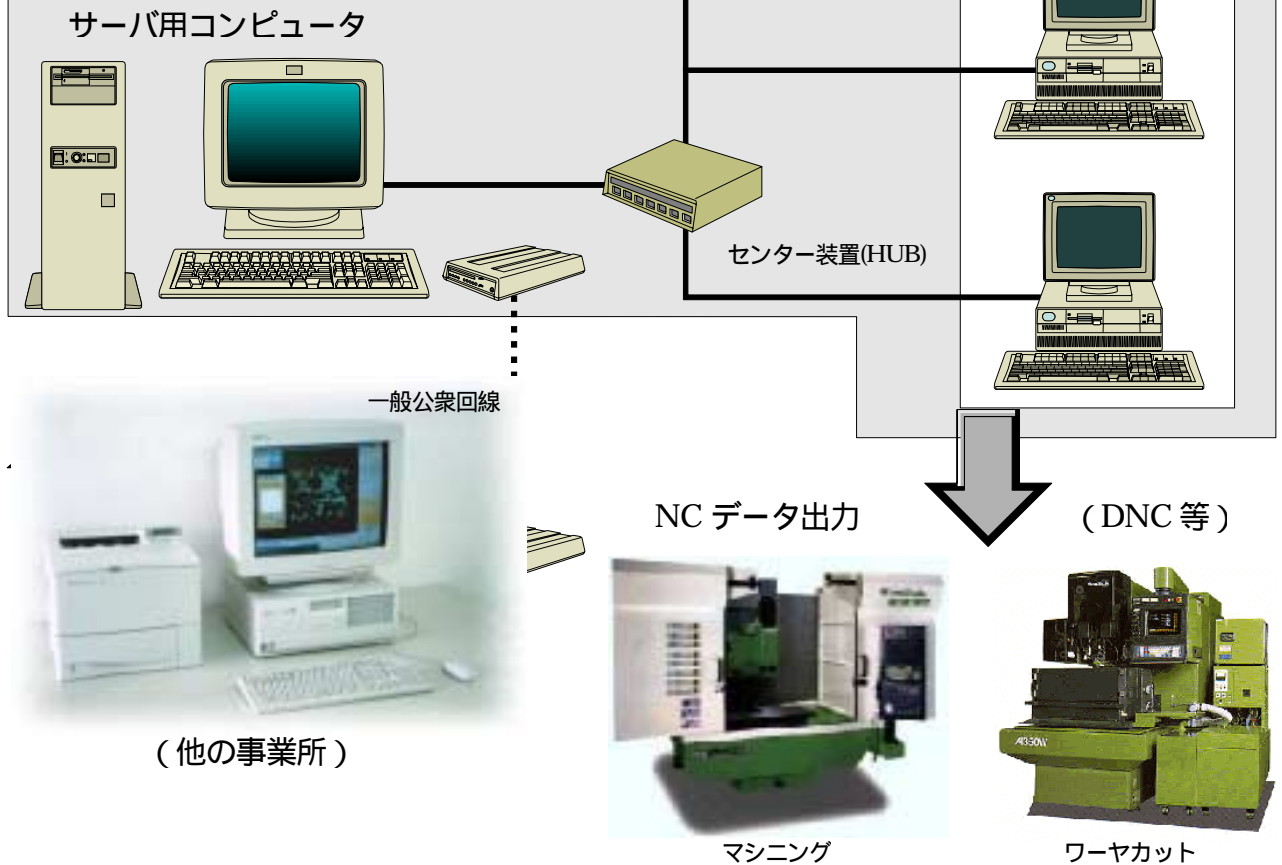 サーバ用コンピュータ
センター装置(HUB)
一般公衆回線
NC データ出力
( DNC 等 )
( 他の事業所 )
マシニング
ワーヤカット